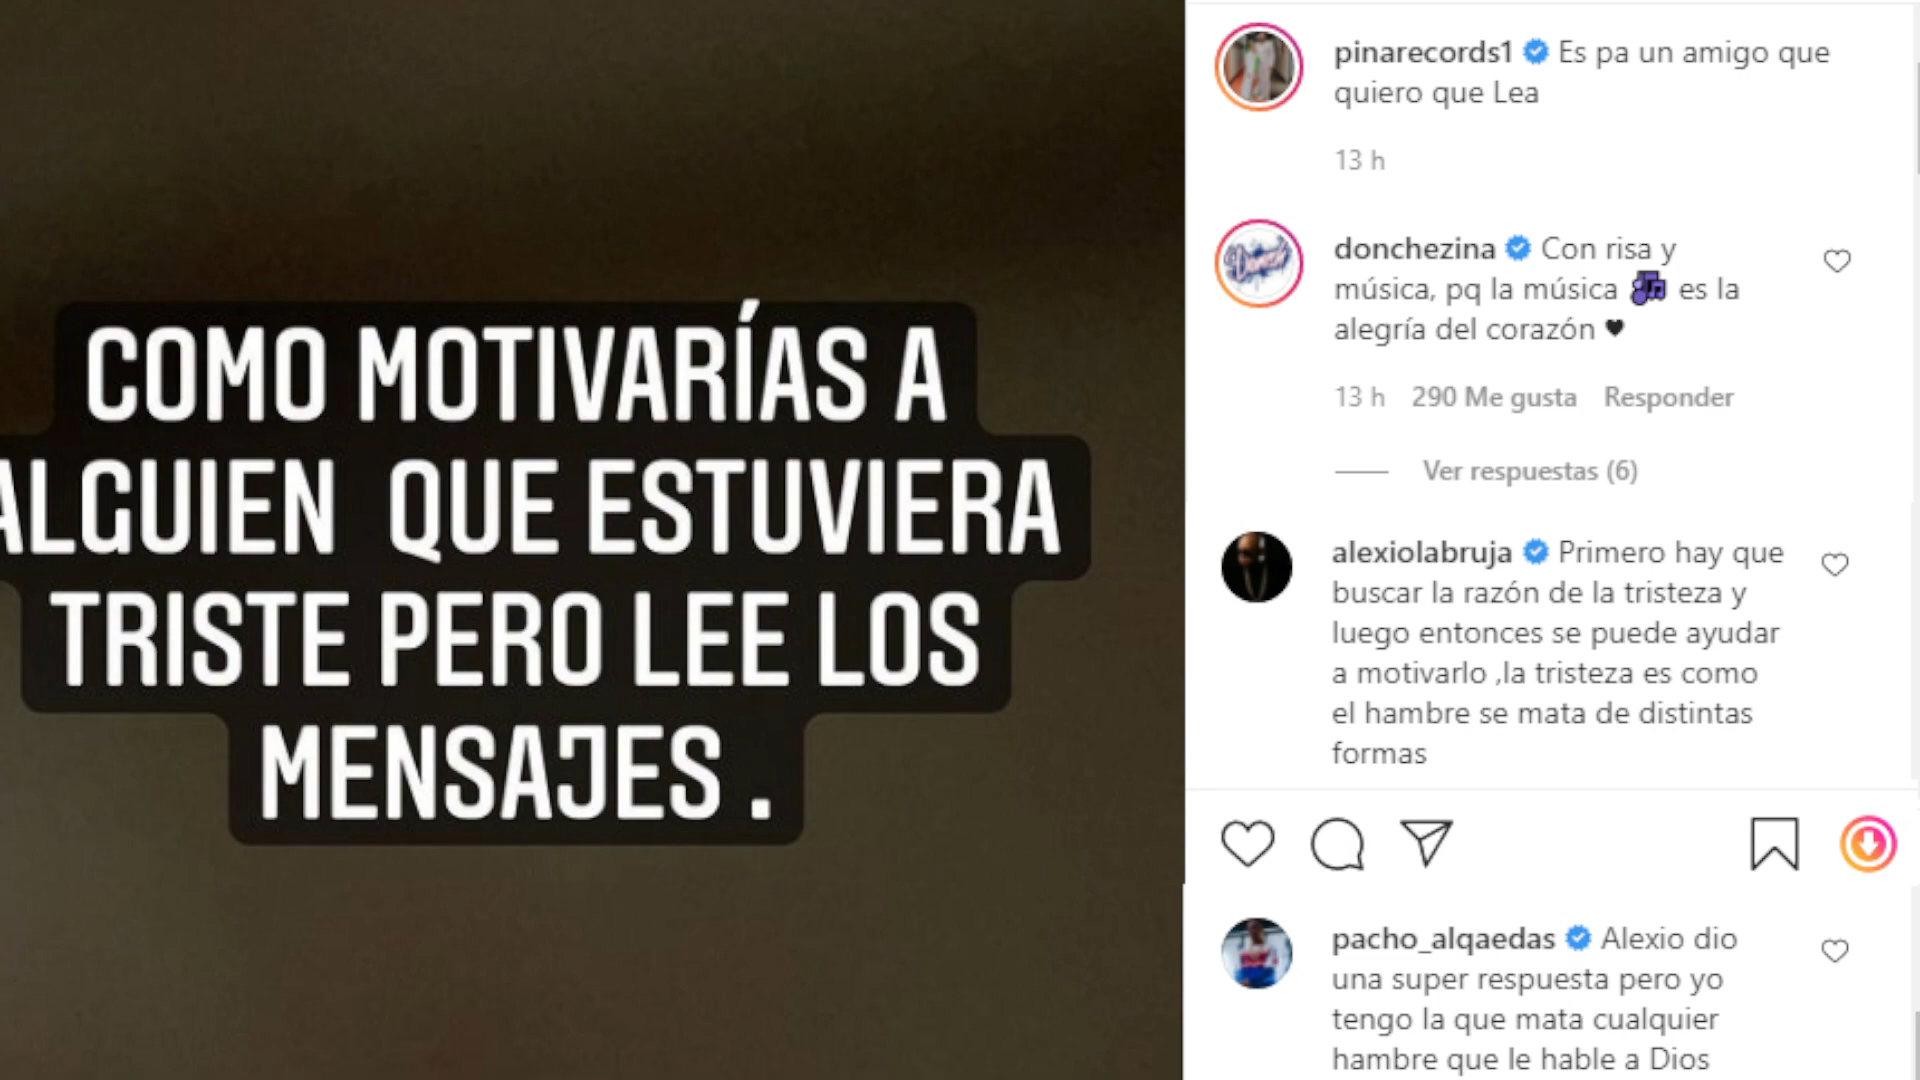 COMO MOTIVARÍAS A
ALGUIEN QUE ESTUVIERA
TRISTE PERO LEE LOS
MENSAJES .
pinarecords1 Es pa un amigo que
quiero que Lea
13 h
donchezina Con risa y
música, pq la música es la
alegría del corazón
13 h 290 Me gusta Responder
Ver respuestas (6)
alexiolabruja Primero hay que
buscar la razón de la tristeza y
luego entonces se puede ayudar
a motivarlo ,la tristeza es como
el hambre se mata de distintas
formas
pacho_alqaedas Alexio dio
una super respuesta pero yo
tengo la que mata cualquier
hambre que le hable a Dios